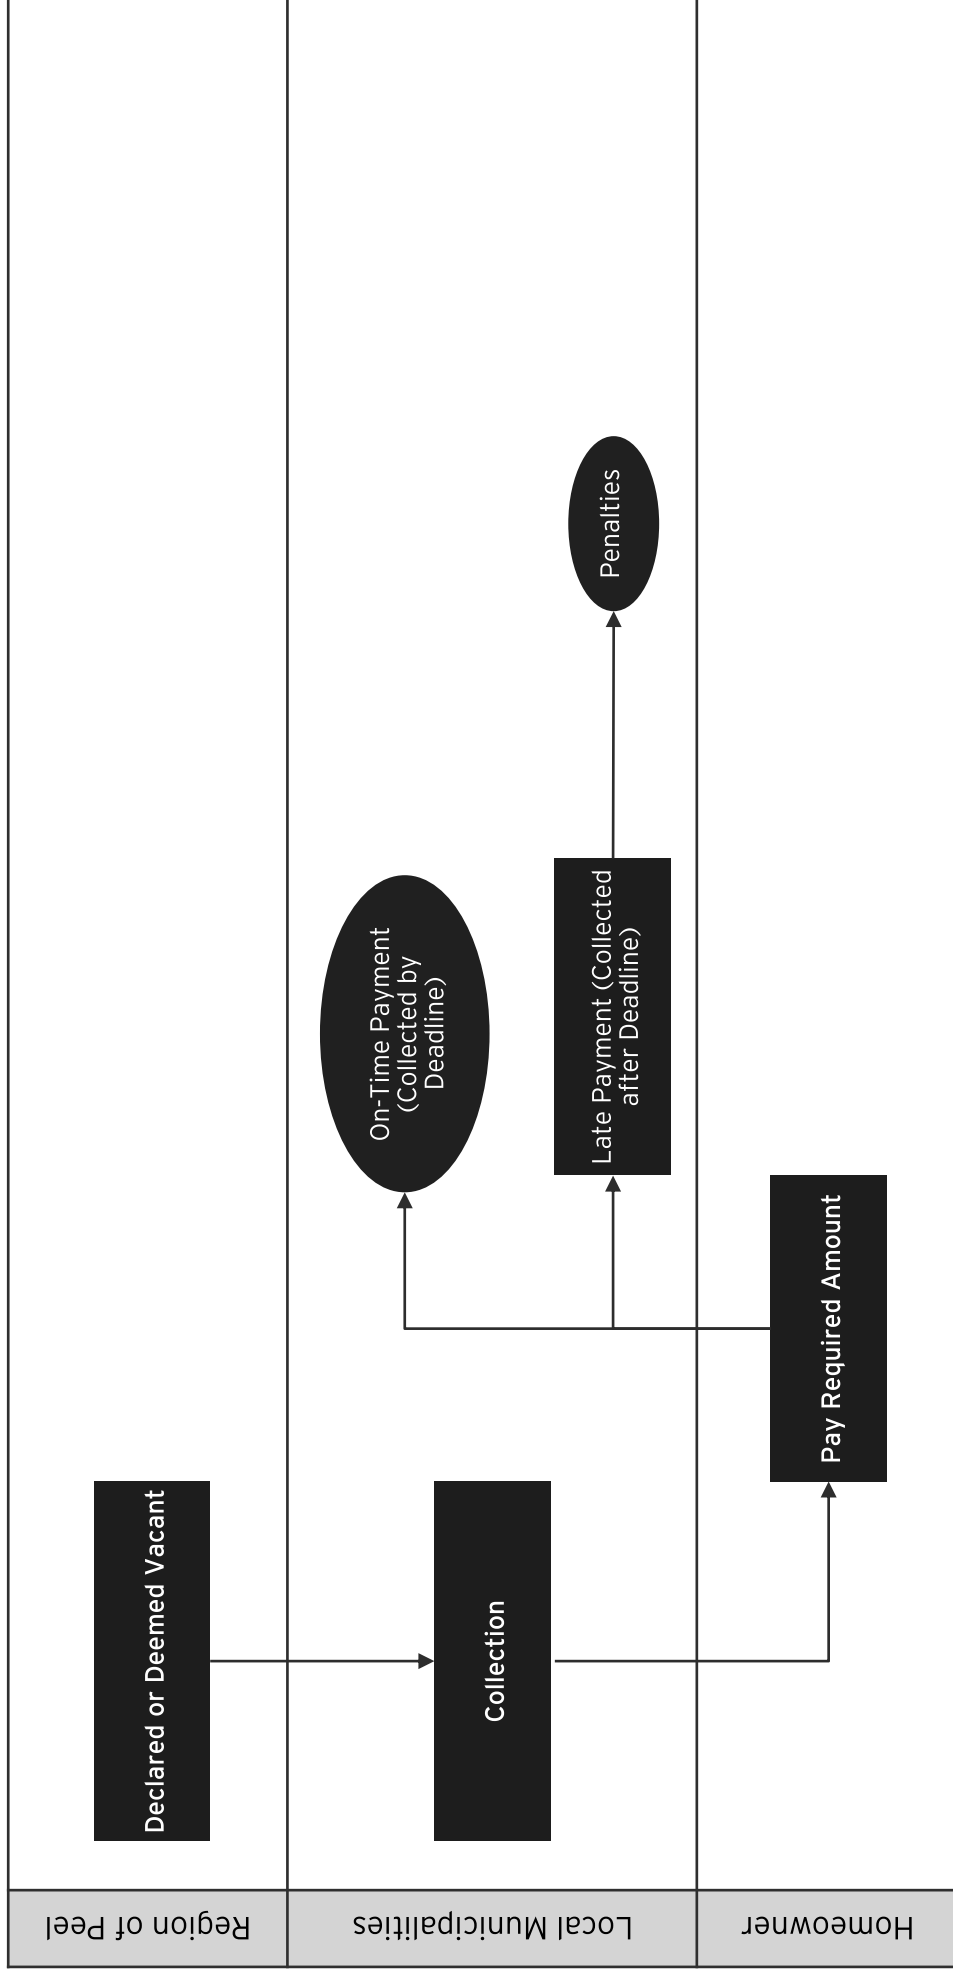 Region of Peel
Declared or Deemed Vacant
Local Municipalities
Collection
On-Time Payment
(Collected by
Deadline)
Late Payment (Collected
after Deadline)
Penalties
Homeowner
Pay Required Amount